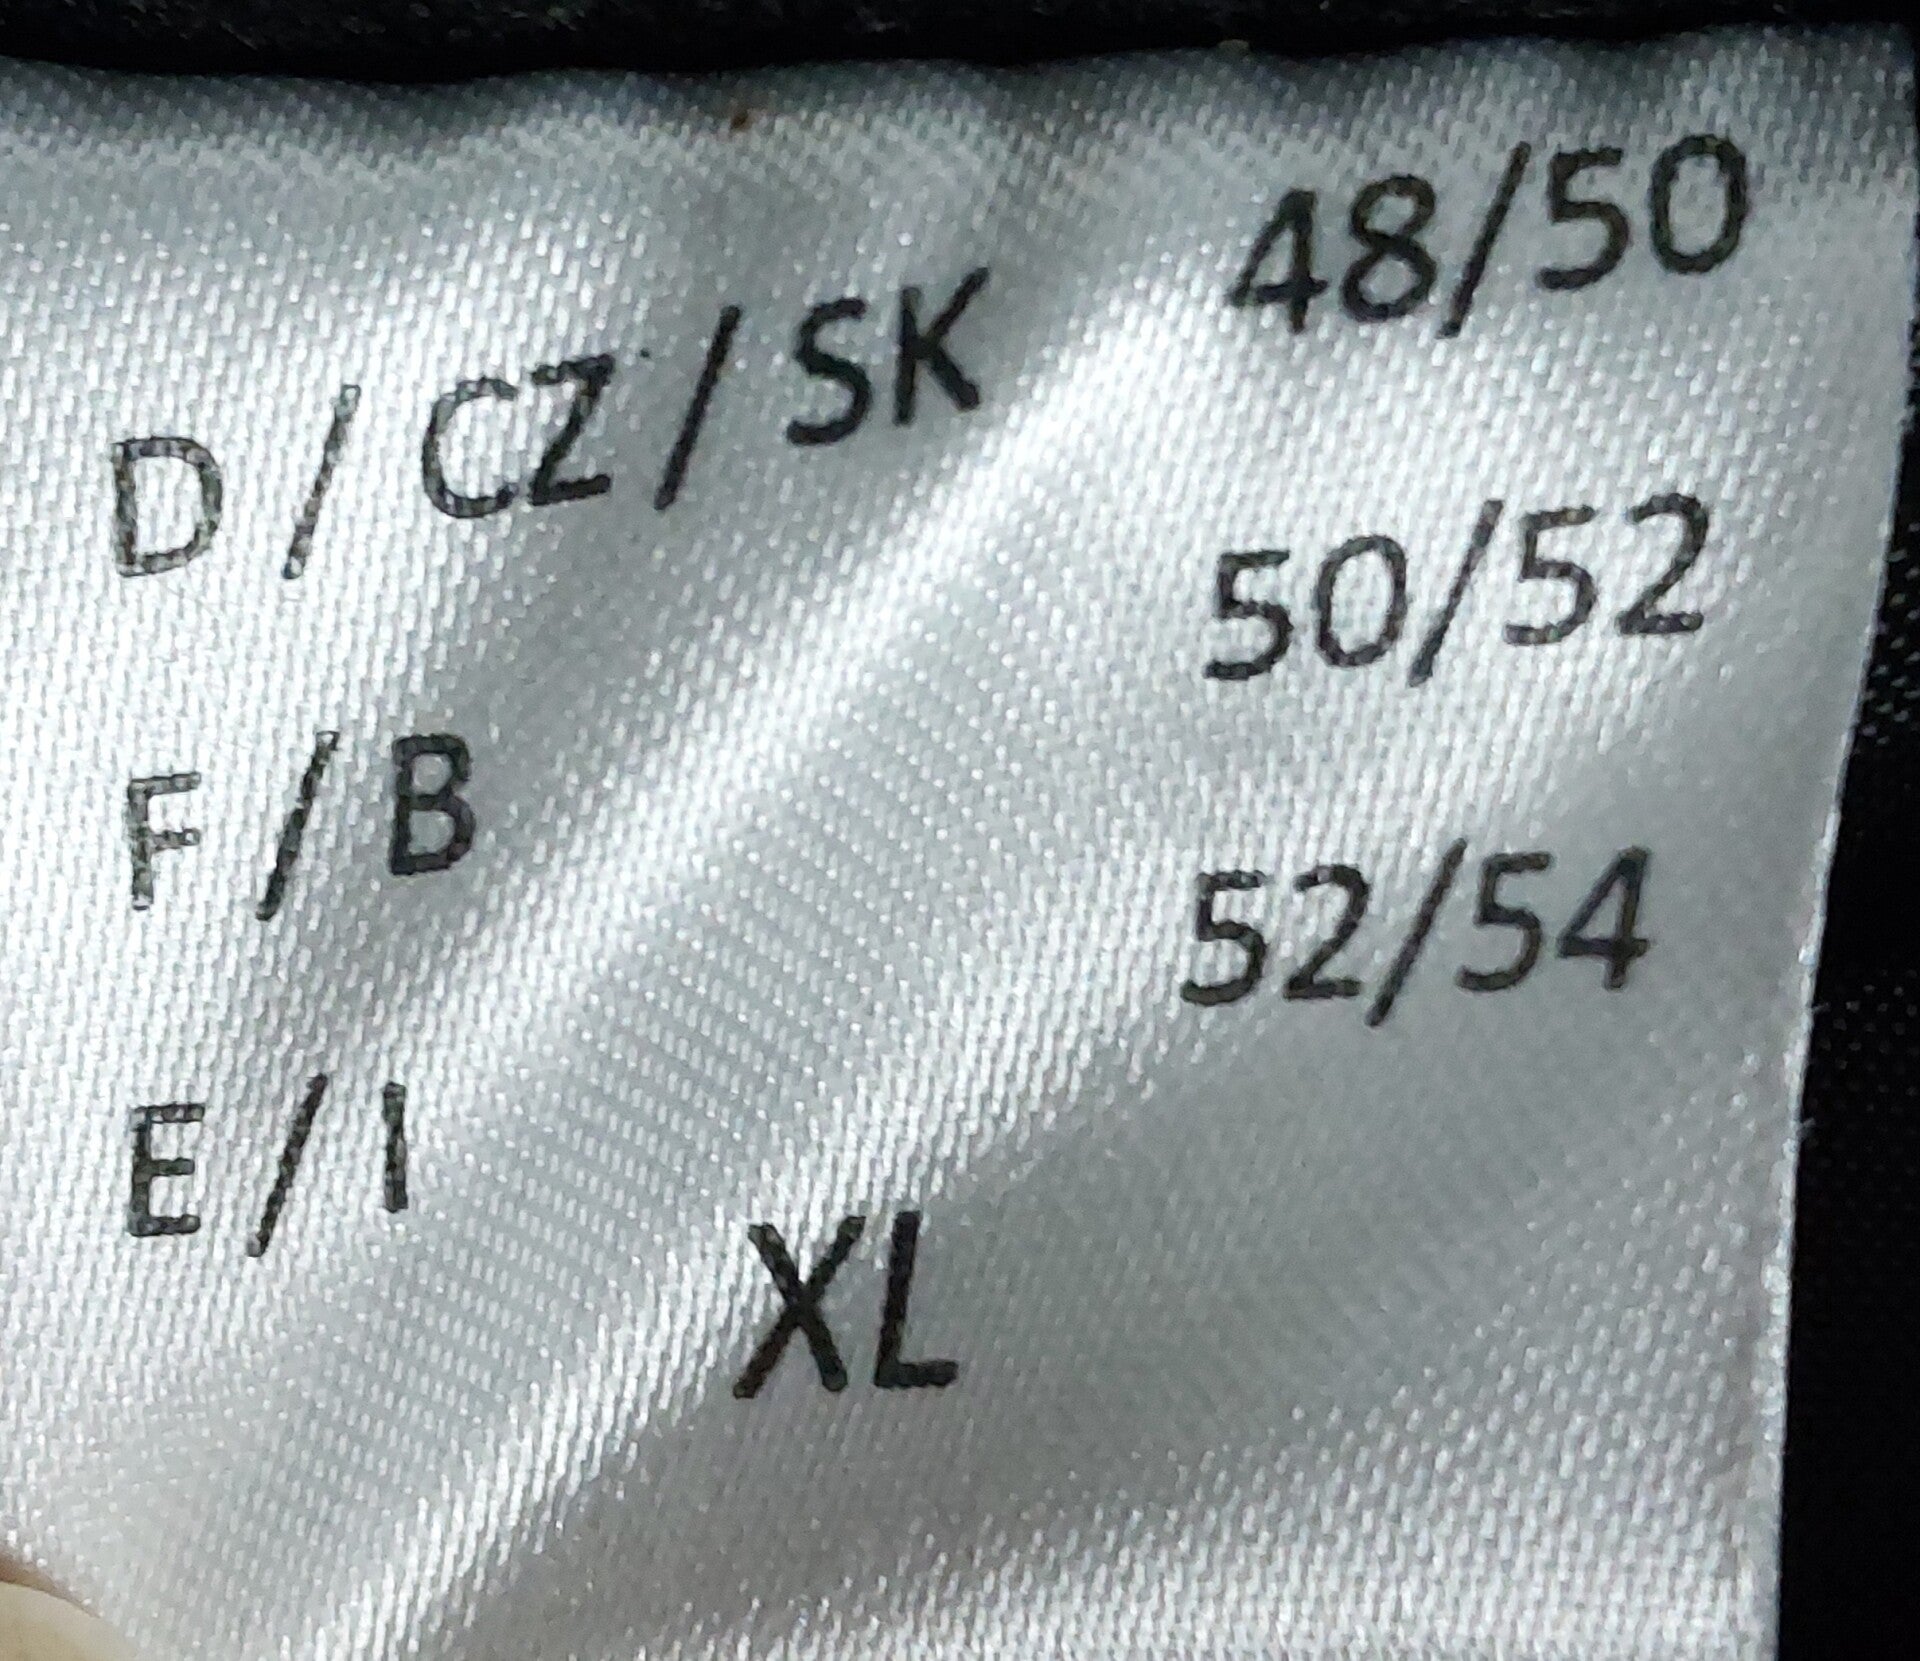 D / CZ / SK 48/50
F / B 50/52
E / I 52/54
XL